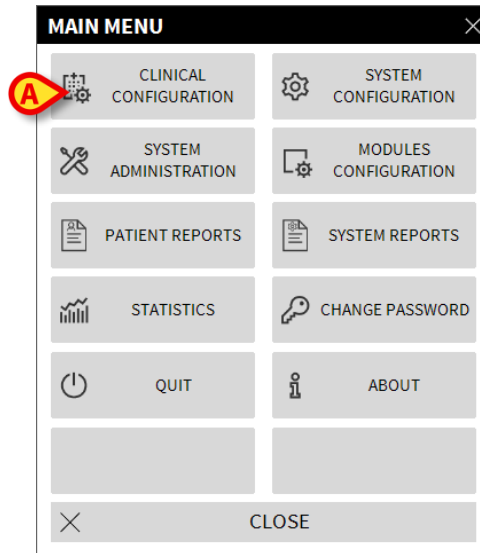 MAIN MENU
A
CLINICAL
CONFIGURATION
SYSTEM
CONFIGURATION
SYSTEM
ADMINISTRATION
MODULES
CONFIGURATION
PATIENT REPORTS
SYSTEM REPORTS
STATISTICS
CHANGE PASSWORD
QUIT
ABOUT
CLOSE